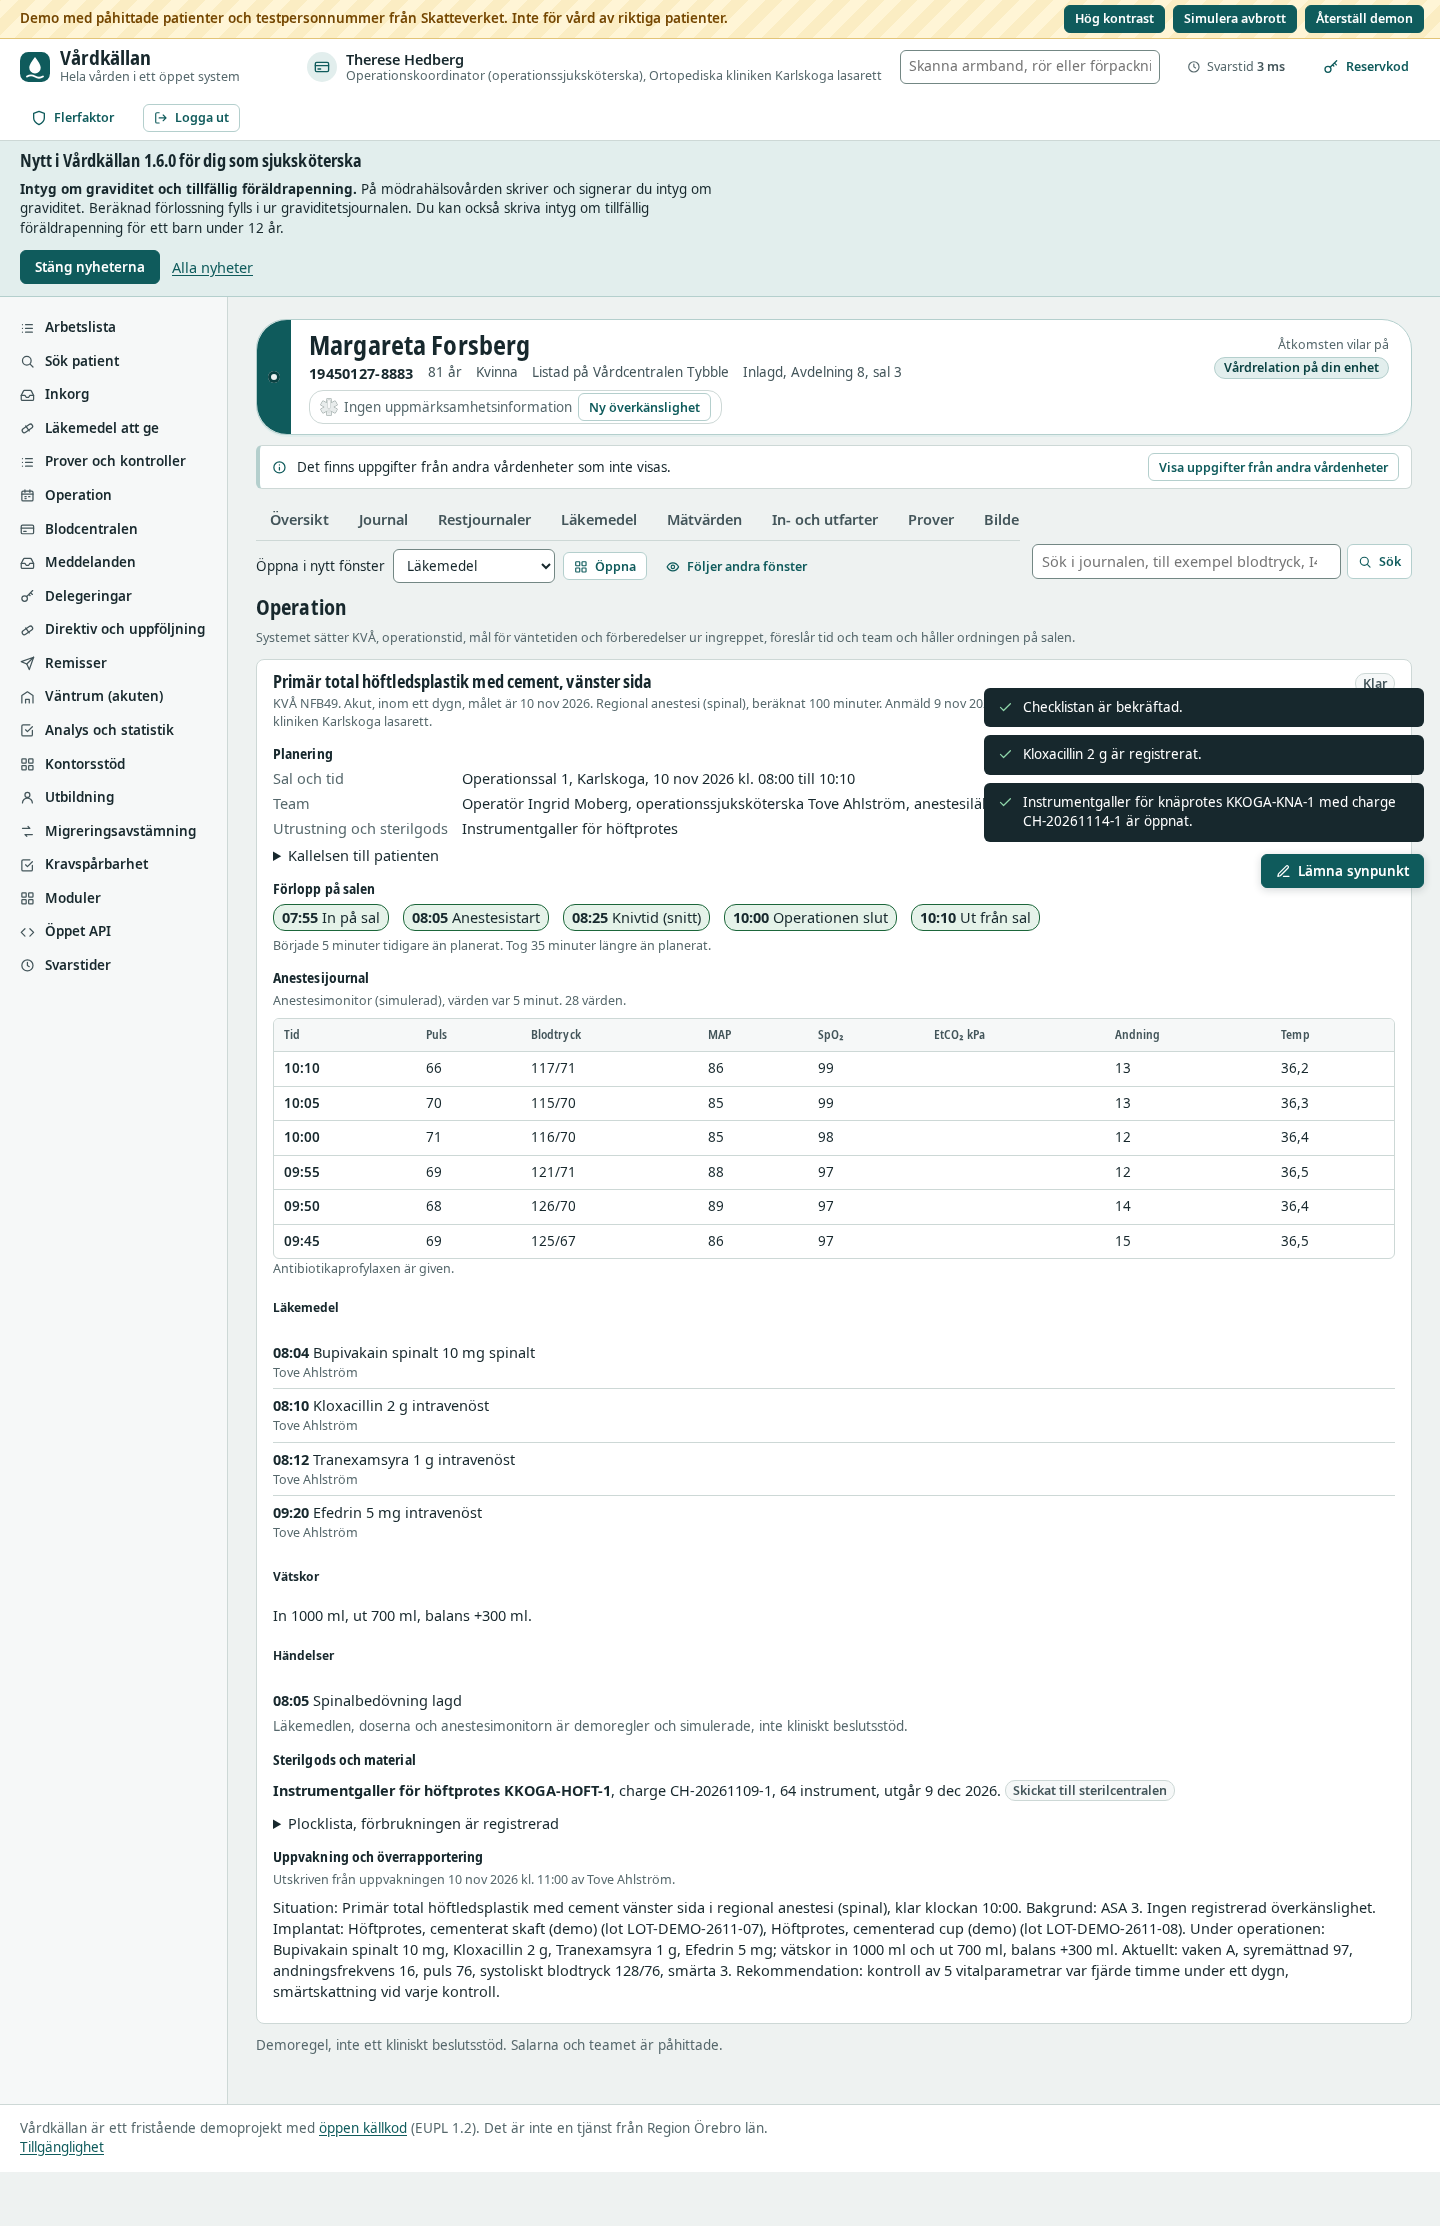 Demo med påhittade patienter och testpersonnummer från Skatteverket. Inte för vård av riktiga patienter.
Hög kontrast
Simulera avbrott
Återställ demon
Vårdkällan
Hela vården i ett öppet system
Therese Hedberg
Operationskoordinator (operationssjuksköterska), Ortopediska kliniken Karlskoga lasarett
Skanna armband, rör eller förpackni
Svarstid 3 ms
Reservkod
Flerfaktor
Logga ut
Nytt i Vårdkällan 1.6.0 för dig som sjuksköterska
Intyg om graviditet och tillfällig föräldrapenning. På mödrahälsovården skriver och signerar du intyg om
graviditet. Beräknad förlossning fylls i ur graviditetsjournalen. Du kan också skriva intyg om tillfällig
föräldrapenning för ett barn under 12 år.
Stäng nyheterna
Alla nyheter
Arbetslista
Sök patient
Inkorg
Läkemedel att ge
Prover och kontroller
Operation
Blodcentralen
Meddelanden
Delegeringar
Direktiv och uppföljning
Remisser
Väntrum (akuten)
Analys och statistik
Kontorsstöd
Utbildning
Migreringsavstämning
Kravspårbarhet
Moduler
Öppet API
Svarstider
Margareta Forsberg
19450127-8883 81 år Kvinna Listad på Vårdcentralen Tybble Inlagd, Avdelning 8, sal 3
Ingen uppmärksamhetsinformation
Ny överkänslighet
Åtkomsten vilar på
Vårdrelation på din enhet
Det finns uppgifter från andra vårdenheter som inte visas.
Visa uppgifter från andra vårdenheter
Översikt
Journal
Restjournaler
Läkemedel
Mätvärden
In- och utfarter
Prover
Bilde
Öppna i nytt fönster
Läkemedel
Öppna
Följer andra fönster
Sök i journalen, till exempel blodtryck, I
Sök
Operation
Systemet sätter KVÅ, operationstid, mål för väntetiden och förberedelser ur ingreppet, föreslår tid och team och håller ordningen på salen.
Primär total höftledsplastik med cement, vänster sida
Klar
KVÅ NFB49. Akut, inom ett dygn, målet är 10 nov 2026. Regional anestesi (spinal), beräknat 100 minuter. Anmäld 9 nov 20
kliniken Karlskoga lasarett.
Checklistan är bekräftad.
Kloxacillin 2 g är registrerat.
Instrumentgaller för knäprotes KKOGA-KNA-1 med charge
CH-20261114-1 är öppnat.
Lämna synpunkt
Planering
Sal och tid Operationssal 1, Karlskoga, 10 nov 2026 kl. 08:00 till 10:10
Team Operatör Ingrid Moberg, operationssjuksköterska Tove Ahlström, anestesiläk
Utrustning och sterilgods Instrumentgaller för höftprotes
Kallelsen till patienten
Förlopp på salen
07:55 In på sal
08:05 Anestesistart
08:25 Knivtid (snitt)
10:00 Operationen slut
10:10 Ut från sal
Började 5 minuter tidigare än planerat. Tog 35 minuter längre än planerat.
Anestesijournal
Anestesimonitor (simulerad), värden var 5 minut. 28 värden.
Tid Puls Blodtryck MAP SpO₂ EtCO₂ kPa Andning Temp
10:10 66 117/71 86 99 13 36,2
10:05 70 115/70 85 99 13 36,3
10:00 71 116/70 85 98 12 36,4
09:55 69 121/71 88 97 12 36,5
09:50 68 126/70 89 97 14 36,4
09:45 69 125/67 86 97 15 36,5
Antibiotikaprofylaxen är given.
Läkemedel
08:04 Bupivakain spinalt 10 mg spinalt
Tove Ahlström
08:10 Kloxacillin 2 g intravenöst
Tove Ahlström
08:12 Tranexamsyra 1 g intravenöst
Tove Ahlström
09:20 Efedrin 5 mg intravenöst
Tove Ahlström
Vätskor
In 1000 ml, ut 700 ml, balans +300 ml.
Händelser
08:05 Spinalbedövning lagd
Läkemedlen, doserna och anestesimonitorn är demoregler och simulerade, inte kliniskt beslutsstöd.
Sterilgods och material
Instrumentgaller för höftprotes KKOGA-HOFT-1, charge CH-20261109-1, 64 instrument, utgår 9 dec 2026. Skickat till sterilcentralen
Plocklista, förbrukningen är registrerad
Uppvakning och överrapportering
Utskriven från uppvakningen 10 nov 2026 kl. 11:00 av Tove Ahlström.
Situation: Primär total höftledsplastik med cement vänster sida i regional anestesi (spinal), klar klockan 10:00. Bakgrund: ASA 3. Ingen registrerad överkänslighet.
Implantat: Höftprotes, cementerat skaft (demo) (lot LOT-DEMO-2611-07), Höftprotes, cementerad cup (demo) (lot LOT-DEMO-2611-08). Under operationen:
Bupivakain spinalt 10 mg, Kloxacillin 2 g, Tranexamsyra 1 g, Efedrin 5 mg; vätskor in 1000 ml och ut 700 ml, balans +300 ml. Aktuellt: vaken A, syremättnad 97,
andningsfrekvens 16, puls 76, systoliskt blodtryck 128/76, smärta 3. Rekommendation: kontroll av 5 vitalparametrar var fjärde timme under ett dygn,
smärtskattning vid varje kontroll.
Demoregel, inte ett kliniskt beslutsstöd. Salarna och teamet är påhittade.
Vårdkällan är ett fristående demoprojekt med öppen källkod (EUPL 1.2). Det är inte en tjänst från Region Örebro län.
Tillgänglighet